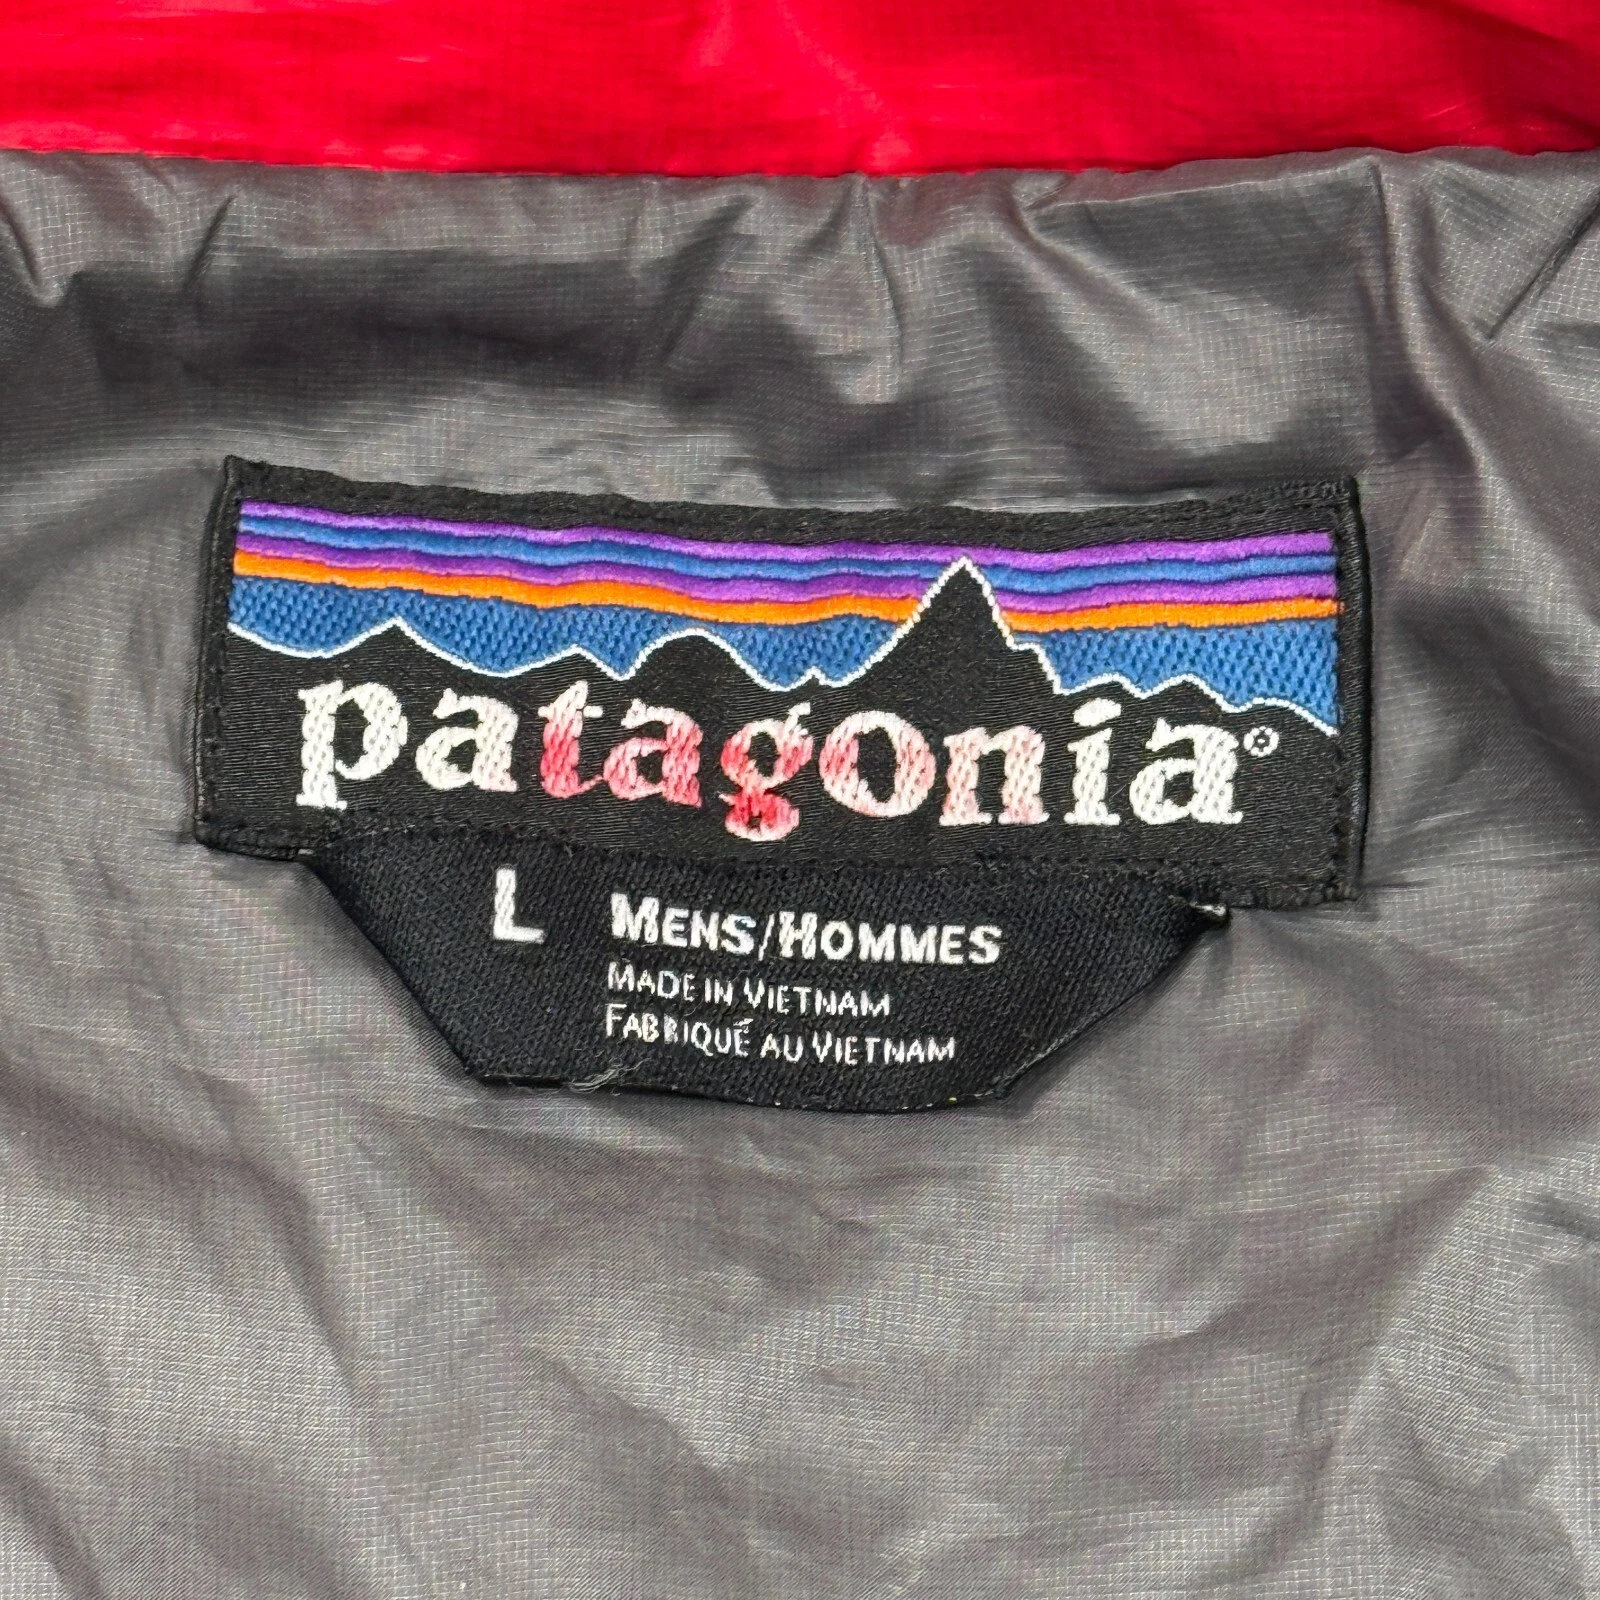 patagonia®
L MENS/HOMMES
MADE IN VIETNAM
FABRIQUÉ AU VIETNAM